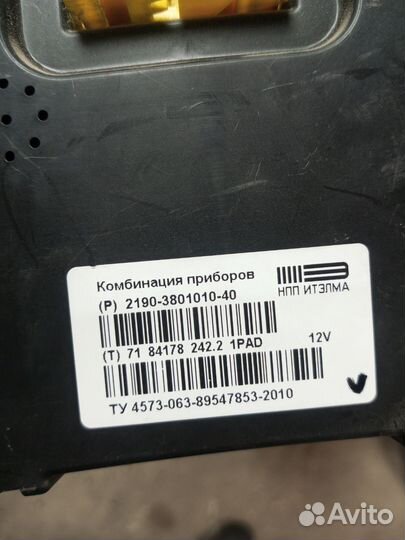 Комбинация приборов
(P) 2190-3801010-40
НПП ИТЭЛМА
(T) 71 84178 242.2 1PAD 12V
ТУ 4573-063-89547853-2010
Avito